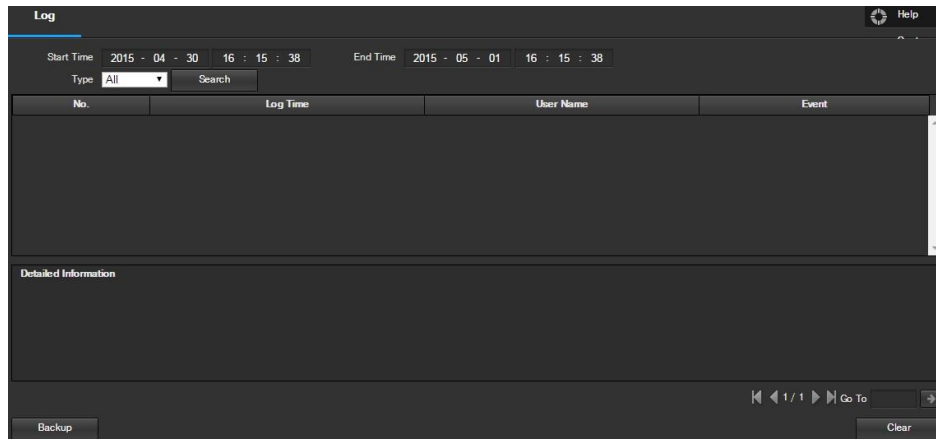 Log
Help
Start Time 2015 - 04 - 30 16 : 15 : 38 End Time 2015 - 05 - 01 16 : 15 : 38
Type All Search
No. Log Time User Name Event
Detailed Information
1 / 1 Go To
Backup Clear